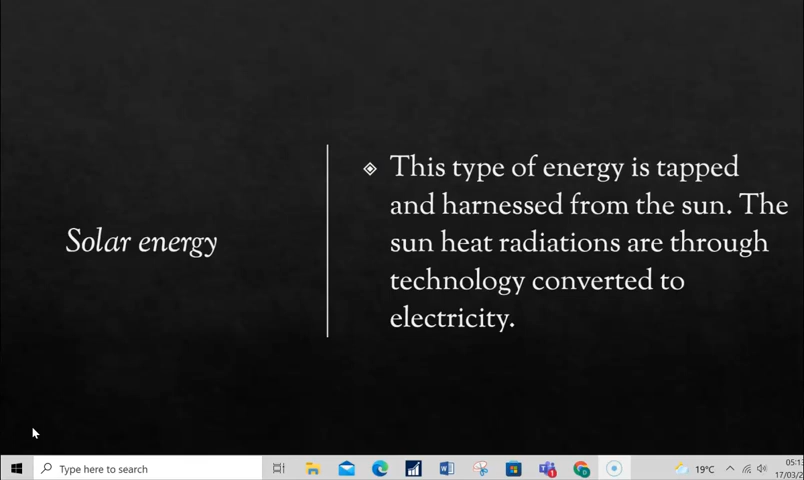 Solar energy
This type of energy is tapped
and harnessed from the sun. The
sun heat radiations are through
technology converted to
electricity.
Type here to search
1
19°C
05:13
17/03/2